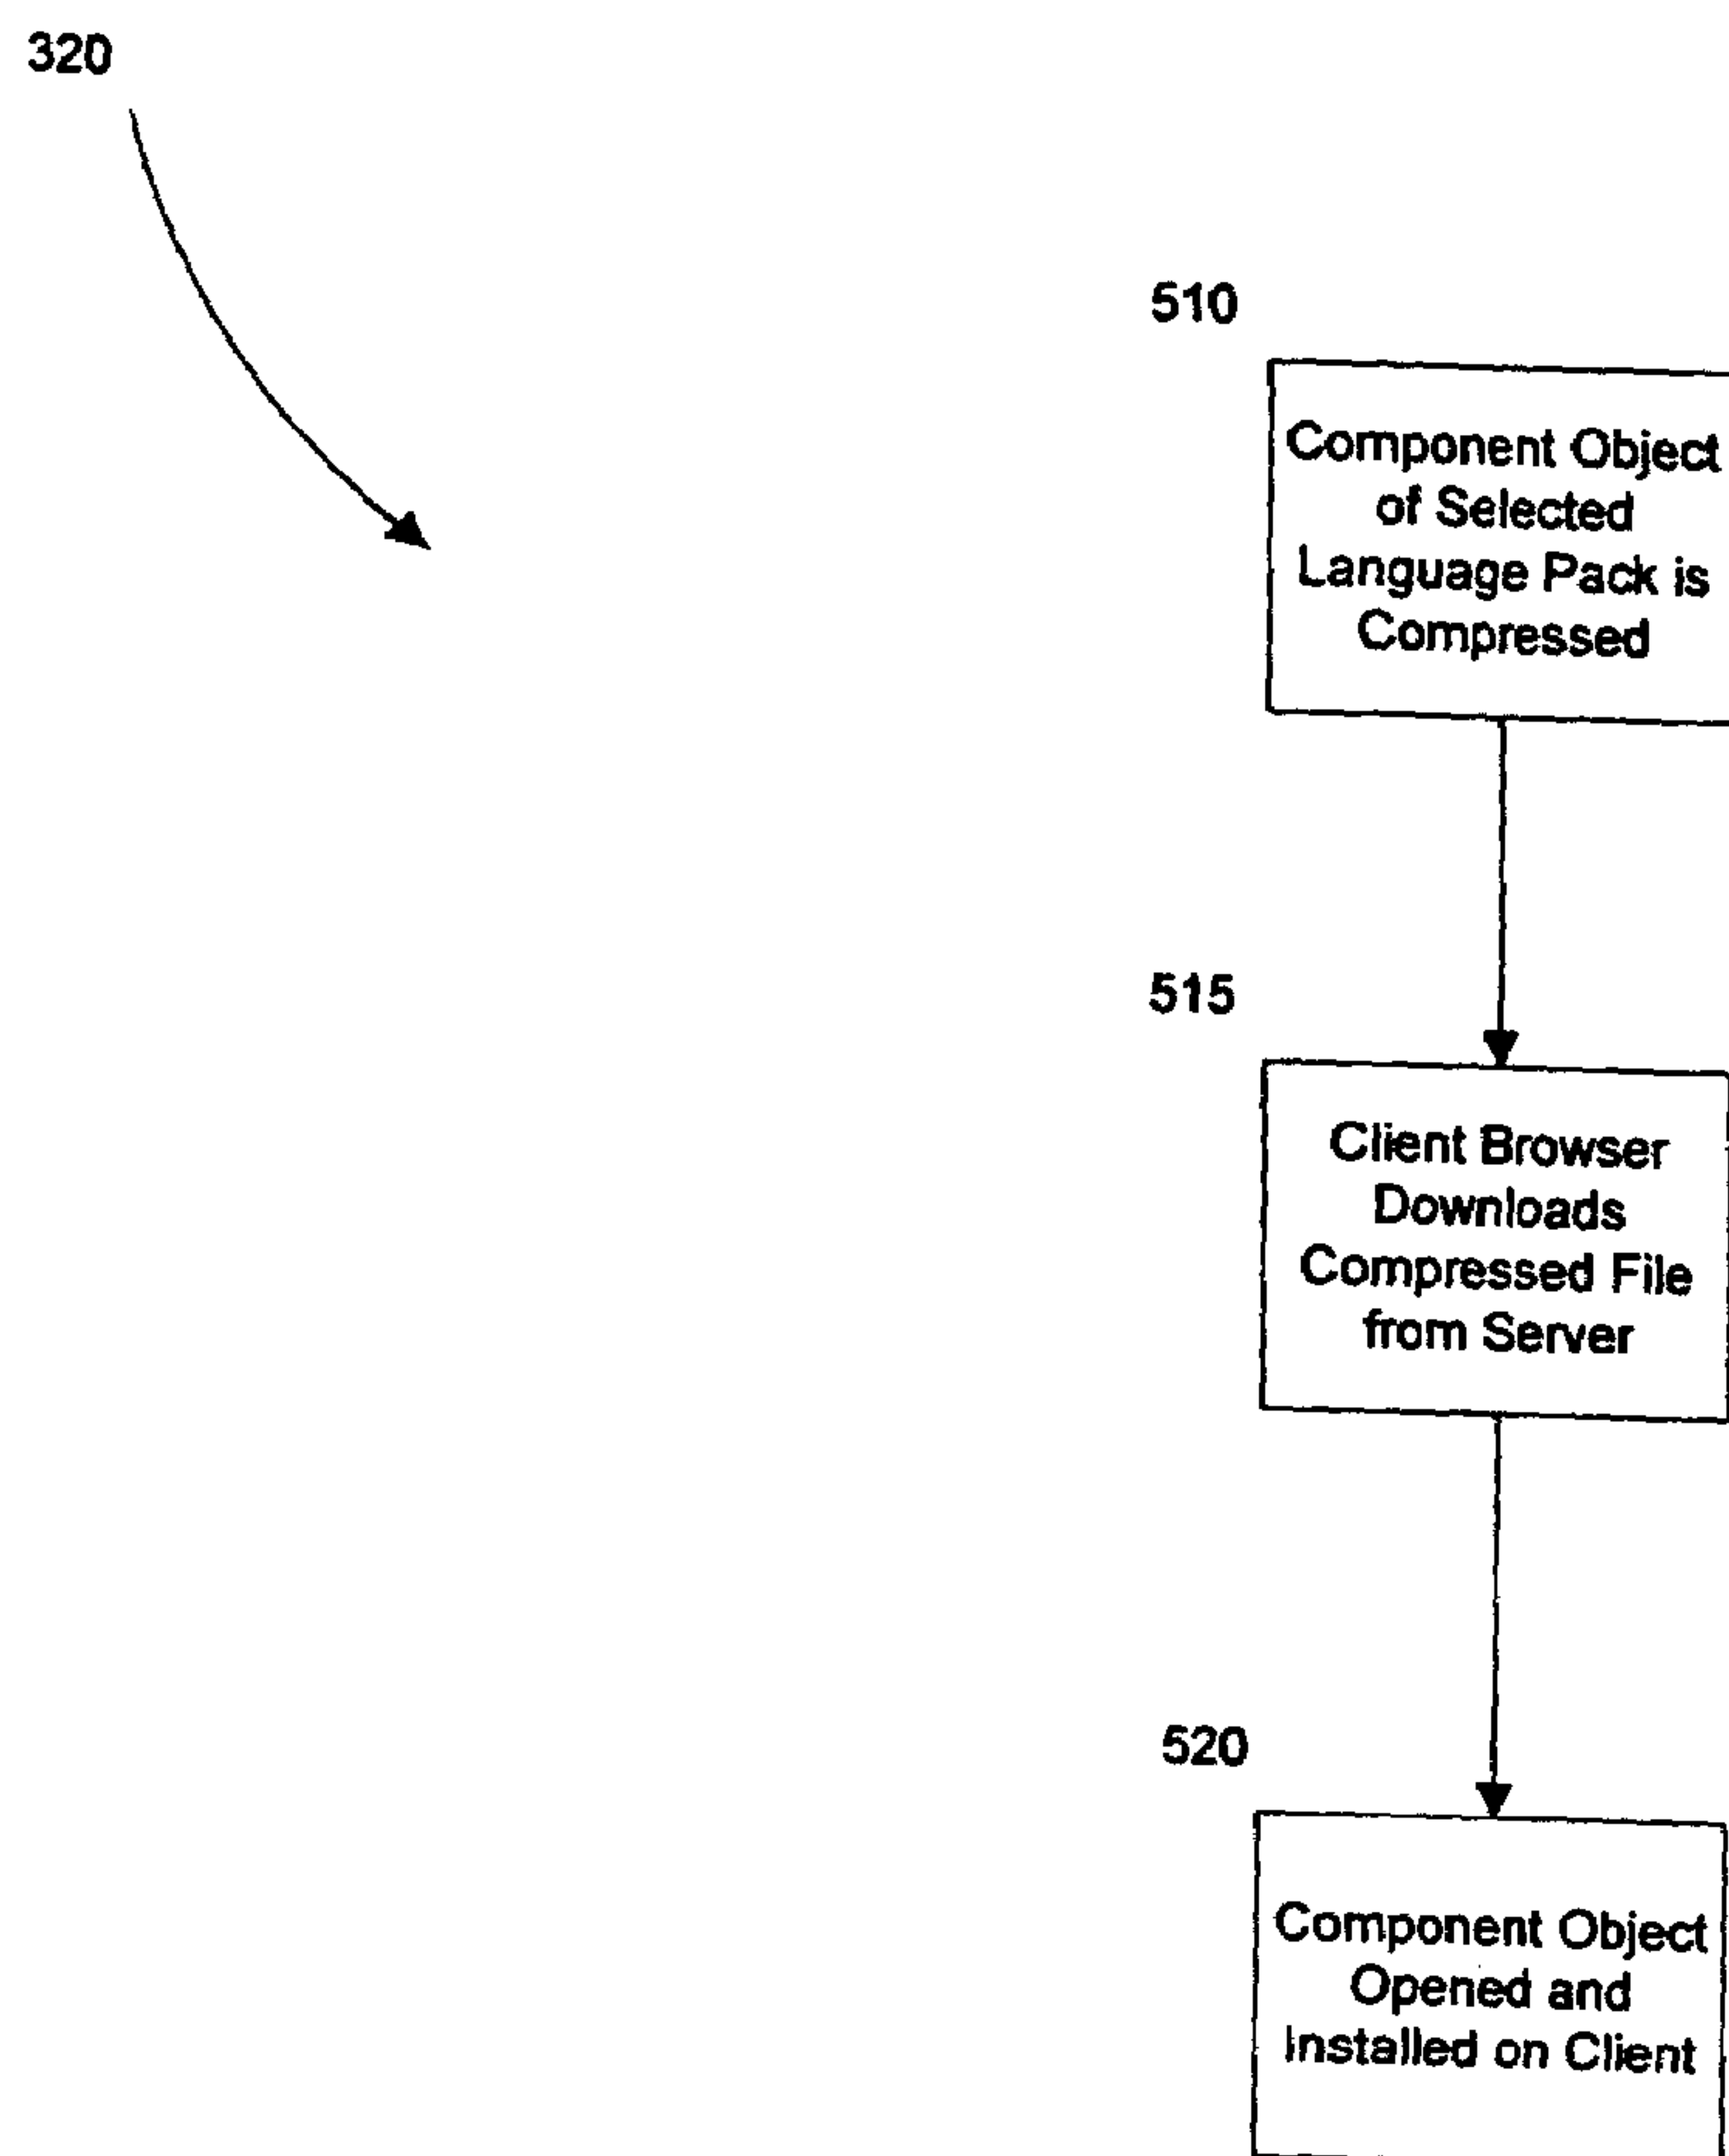 320
510
Component Object
of Selected
Language Pack is
Compressed
515
Client Browser
Downloads
Compressed File
from Server
520
Component Object
Opened and
Installed on Client